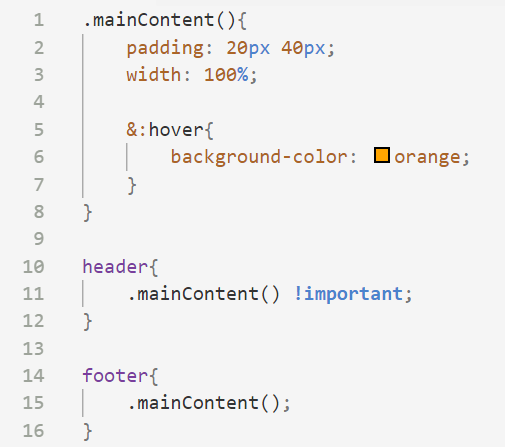 1 .mainContent(){
2 padding: 20px 40px;
3 width: 100%;
4
5 &:hover{
6 background-color: orange;
7 }
8 }
9
10 header{
11 .mainContent() !important;
12 }
13
14 footer{
15 .mainContent();
16 }